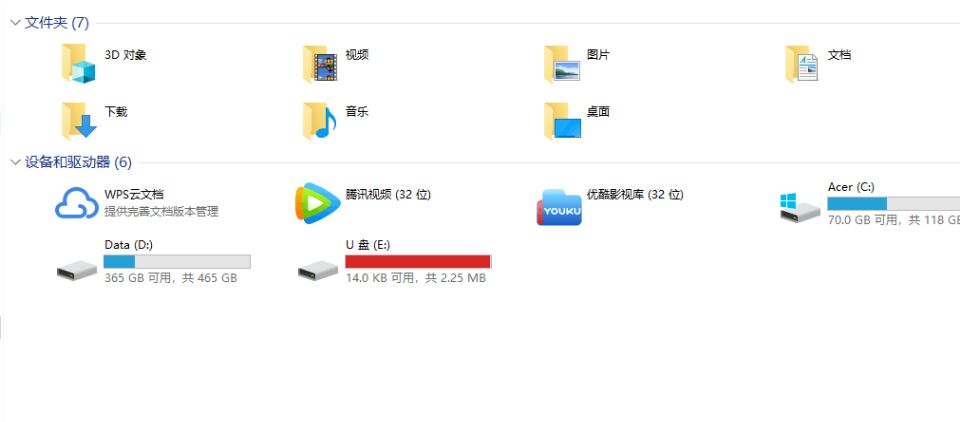 文件夹 (7)
3D 对象
视频
图片
文档
下载
音乐
桌面
设备和驱动器 (6)
WPS云文档
提供完善文档版本管理
腾讯视频 (32 位)
优酷影视库 (32 位)
YOUKU
Acer (C:)
70.0 GB 可用，共 118 GB
Data (D:)
365 GB 可用，共 465 GB
U 盘 (E:)
14.0 KB 可用，共 2.25 MB